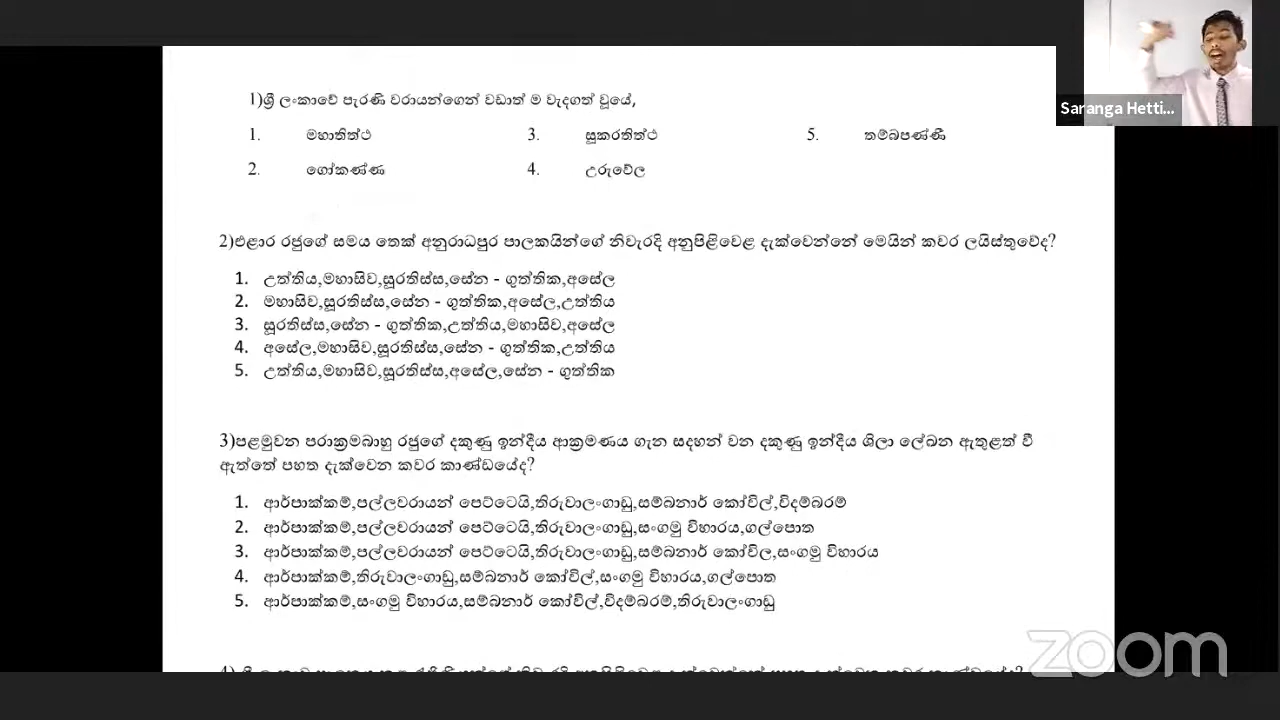 Saranga Hetti...
1)ශ්‍රී ලංකාවේ පැරණි වරායන්ගෙන් වඩාත් ම වැදගත් වූයේ,
1. මහාතිත්ථ 3. සූකරතිත්ථ 5. තම්බපණ්ණි
2. ගෝකණ්ණ 4. උරුවේල
2)එළාර රජුගේ සමය තෙක් අනුරාධපුර පාලකයින්ගේ නිවැරදි අනුපිළිවෙළ දැක්වෙන්නේ මෙයින් කවර ලයිස්තුවේද?
1. උත්තිය,මහාසිව,සූරතිස්ස,සේන - ගුත්තික,අසේල
2. මහාසිව,සූරතිස්ස,සේන - ගුත්තික,අසේල,උත්තිය
3. සූරතිස්ස,සේන - ගුත්තික,උත්තිය,මහාසිව,අසේල
4. අසේල,මහාසිව,සූරතිස්ස,සේන - ගුත්තික,උත්තිය
5. උත්තිය,මහාසිව,සූරතිස්ස,අසේල,සේන - ගුත්තික
3)පළමුවන පරාක්‍රමබාහු රජුගේ දකුණු ඉන්දීය ආක්‍රමණය ගැන සදහන් වන දකුණු ඉන්දීය ශිලා ලේඛන ඇතුළත් වී
ඇත්තේ පහත දැක්වෙන කවර කාණ්ඩයේද?
1. ආර්පාක්කම්,පල්ලවරායන් පෙට්ටෙයි,තිරුවාලංගාඩු,සම්බනාර් කෝවිල්,විදම්බරම්
2. ආර්පාක්කම්,පල්ලවරායන් පෙට්ටෙයි,තිරුවාලංගාඩු,සංගමු විහාරය,ගල්පොත
3. ආර්පාක්කම්,පල්ලවරායන් පෙට්ටෙයි,තිරුවාලංගාඩු,සම්බනාර් කෝවිල,සංගමු විහාරය
4. ආර්පාක්කම්,තිරුවාලංගාඩු,සම්බනාර් කෝවිල්,සංගමු විහාරය,ගල්පොත
5. ආර්පාක්කම්,සංගමු විහාරය,සම්බනාර් කෝවිල්,විදම්බරම්,තිරුවාලංගාඩු
zoom